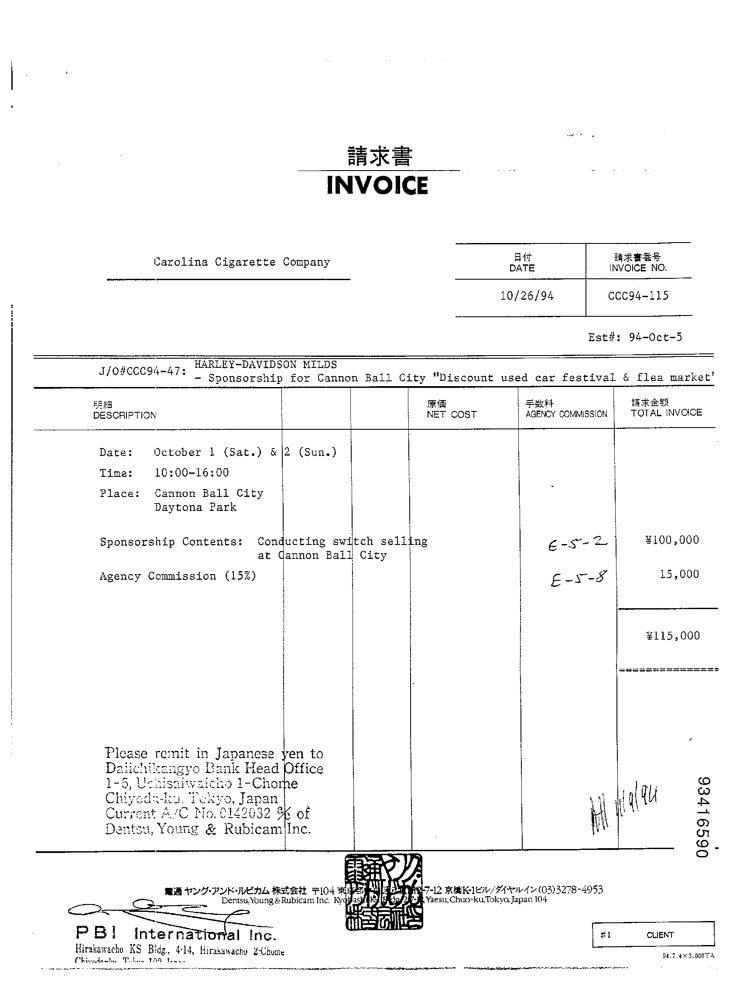 請求書
INVOICE
Carolina Cigarette Company
日付
DATE
請求書番号
INVOICE NO.
10/26/94
CCC94-115
Est#: 94-Oct-5
J/O#CCC94-47:
HARLEY-DAVIDSON MILDS
- Sponsorship for Cannon Ball City "Discount used car festival & flea market'
明細
DESCRIPTION
原価
NET COST
手数料
AGENCY COMMISSION
請求金額
TOTAL INVOICE
Date: October 1 (Sat.) & 2 (Sun.)
Time: 10:00-16:00
Place: Cannon Ball City
Daytona Park
Sponsorship Contents: Conducting switch selling E-5-2 ¥100,000
at Cannon Ball City
Agency Commission (15%) E-5-8 15,000
¥115,000
Please remit in Japanese yen to
Daiichikangyo Bank Head Office
1-5, Uchisaiwaicho 1-Chome
Chiyoda-ku, Tokyo, Japan
Current A/C No. 0142032 % of
Dentsu, Young & Rubicam Inc.
93416590
電通 ヤング・アンド・ルビカム 株式会社 〒104 7-12 京橋K-1ビル/ダイヤルイン(03)3278-4953
Dentsu, Young & Rubicam Inc. Yaesu, Chuo-ku, Tokyo, Japan 104
PBI International Inc.
Hirakawacho KS Bldg., 4-14, Hirakawacho 2-Chome
#1 CLIENT
94.7.4×3.000TA